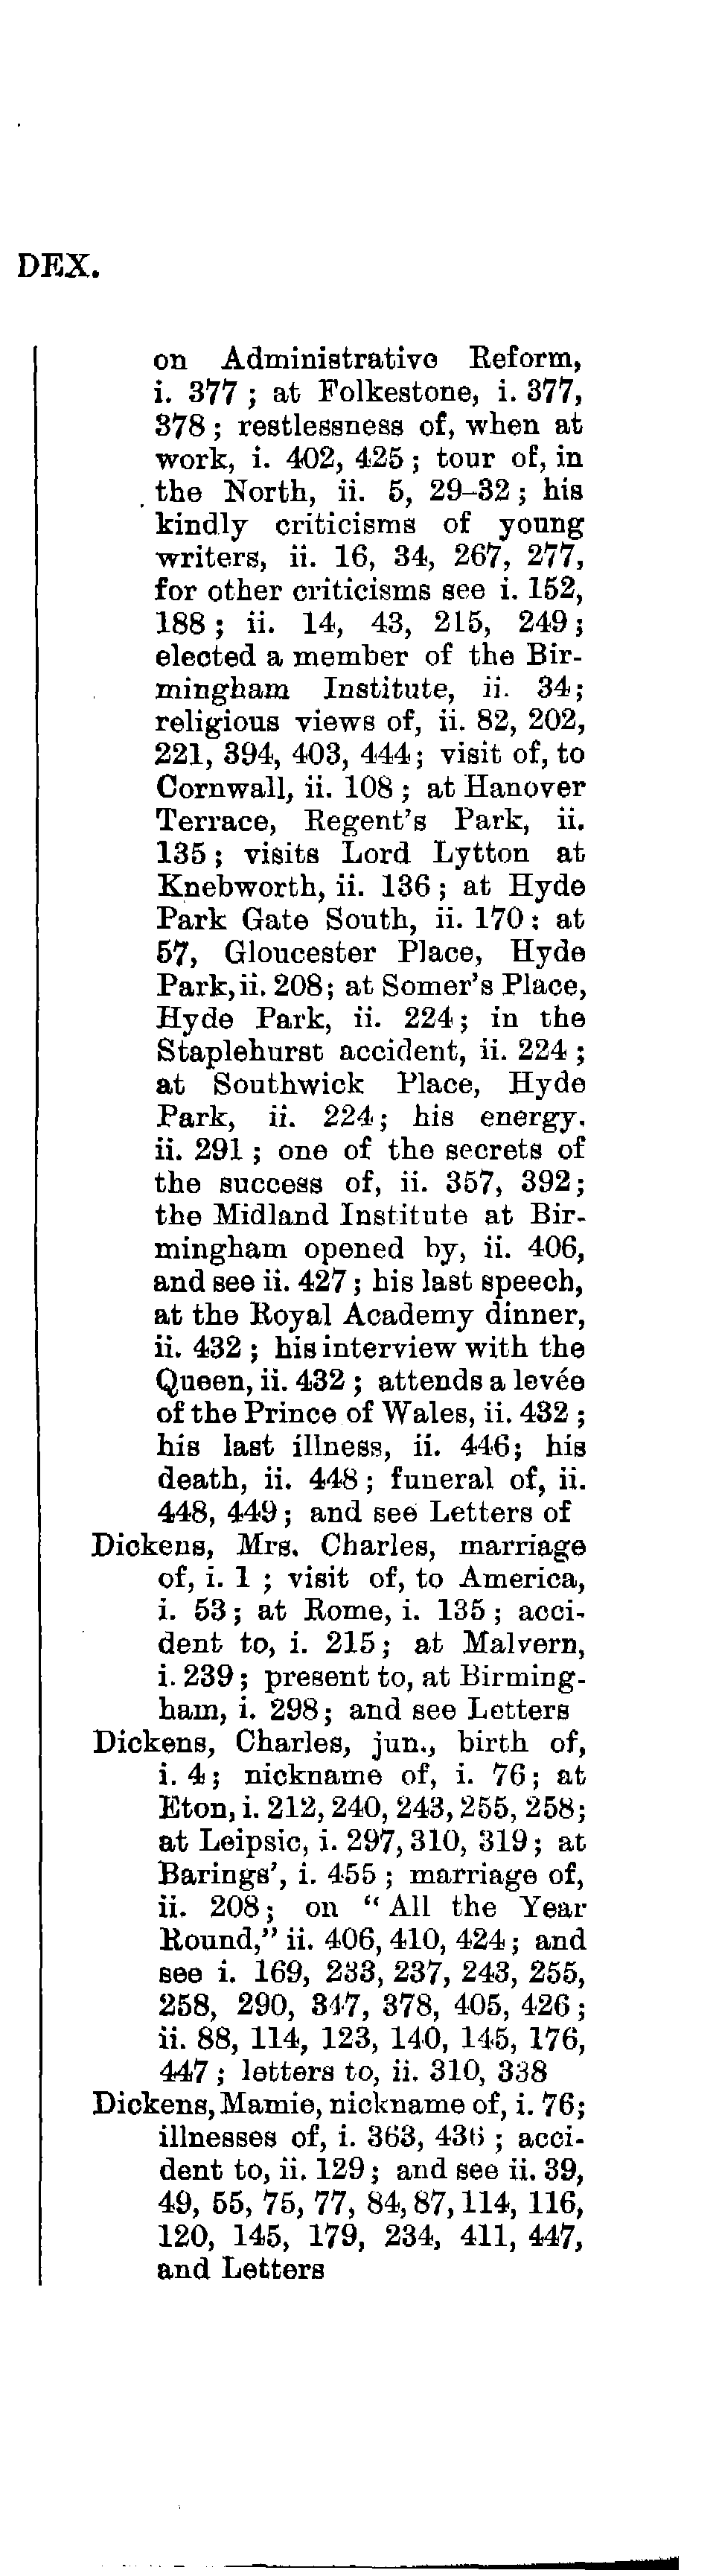 DEX.
on Administrative Reform,
i. 377 ; at Folkestone, i. 377,
378 ; restlessness of, when at
work, i. 402, 425 ; tour of, in
the North, ii. 5, 29–32 ; his
kindly criticisms of young
writers, ii. 16, 34, 267, 277,
for other criticisms see i. 152,
188 ; ii. 14, 43, 215, 249 ;
elected a member of the Bir-
mingham Institute, ii. 34;
religious views of, ii. 82, 202,
221, 394, 403, 444 ; visit of, to
Cornwall, ii. 108 ; at Hanover
Terrace, Regent's Park, ii.
135 ; visits Lord Lytton at
Knebworth, ii. 136 ; at Hyde
Park Gate South, ii. 170 ; at
57, Gloucester Place, Hyde
Park, ii. 208; at Somer's Place,
Hyde Park, ii. 224 ; in the
Staplehurst accident, ii. 224 ;
at Southwick Place, Hyde
Park, ii. 224; his energy.
ii. 291 ; one of the secrets of
the success of, ii. 357, 392;
the Midland Institute at Bir-
mingham opened by, ii. 406,
and see ii. 427 ; his last speech,
at the Royal Academy dinner,
ii. 432 ; his interview with the
Queen, ii. 432 ; attends a levée
of the Prince of Wales, ii. 432 ;
his last illness, ii. 446; his
death, ii. 448 ; funeral of, ii.
448, 449 ; and see Letters of
Dickens, Mrs. Charles, marriage
of, i. 1 ; visit of, to America,
i. 53 ; at Rome, i. 135 ; acci-
dent to, i. 215 ; at Malvern,
i. 239 ; present to, at Birming-
ham, i. 298; and see Letters
Dickens, Charles, jun., birth of,
i. 4 ; nickname of, i. 76 ; at
Eton, i. 212, 240, 243, 255, 258;
at Leipsic, i. 297, 310, 319 ; at
Barings', i. 455 ; marriage of,
ii. 208 ; on “All the Year
Round,” ii. 406, 410, 424 ; and
see i. 169, 233, 237, 243, 255,
258, 290, 347, 378, 405, 426 ;
ii. 88, 114, 123, 140, 145, 176,
447 ; letters to, ii. 310, 338
Dickens, Mamie, nickname of, i. 76;
illnesses of, i. 363, 436 ; acci-
dent to, ii. 129 ; and see ii. 39,
49, 55, 75, 77, 84, 87, 114, 116,
120, 145, 179, 234, 411, 447,
and Letters